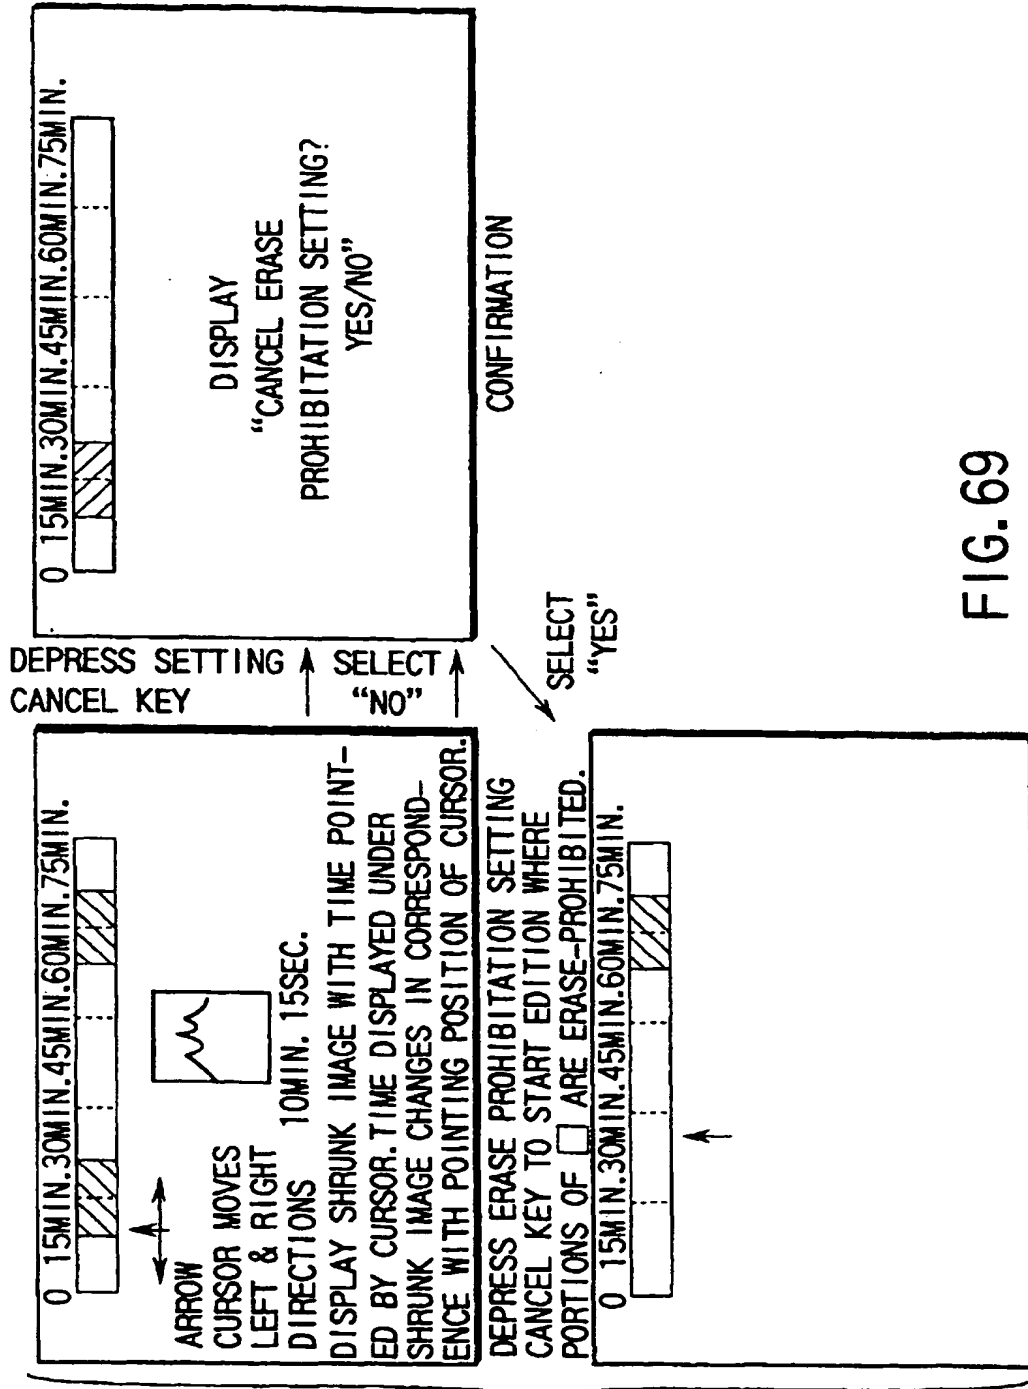 0 15MIN.30MIN.45MIN.60MIN.75MIN.
ARROW
CURSOR MOVES
LEFT & RIGHT
DIRECTIONS
10MIN. 15SEC.
DISPLAY SHRUNK IMAGE WITH TIME POINT-
ED BY CURSOR.TIME DISPLAYED UNDER
SHRUNK IMAGE CHANGES IN CORRESPOND-
ENCE WITH POINTING POSITION OF CURSOR.
DEPRESS SETTING
CANCEL KEY
SELECT
“NO”
0 15MIN.30MIN.45MIN.60MIN.75MIN.
DISPLAY
“CANCEL ERASE
PROHIBITATION SETTING?
YES/NO”
CONFIRMATION
SELECT
“YES”
DEPRESS ERASE PROHIBITATION SETTING
CANCEL KEY TO START EDITION WHERE
PORTIONS OF □ ARE ERASE-PROHIBITED.
0 15MIN.30MIN.45MIN.60MIN.75MIN.
FIG.69